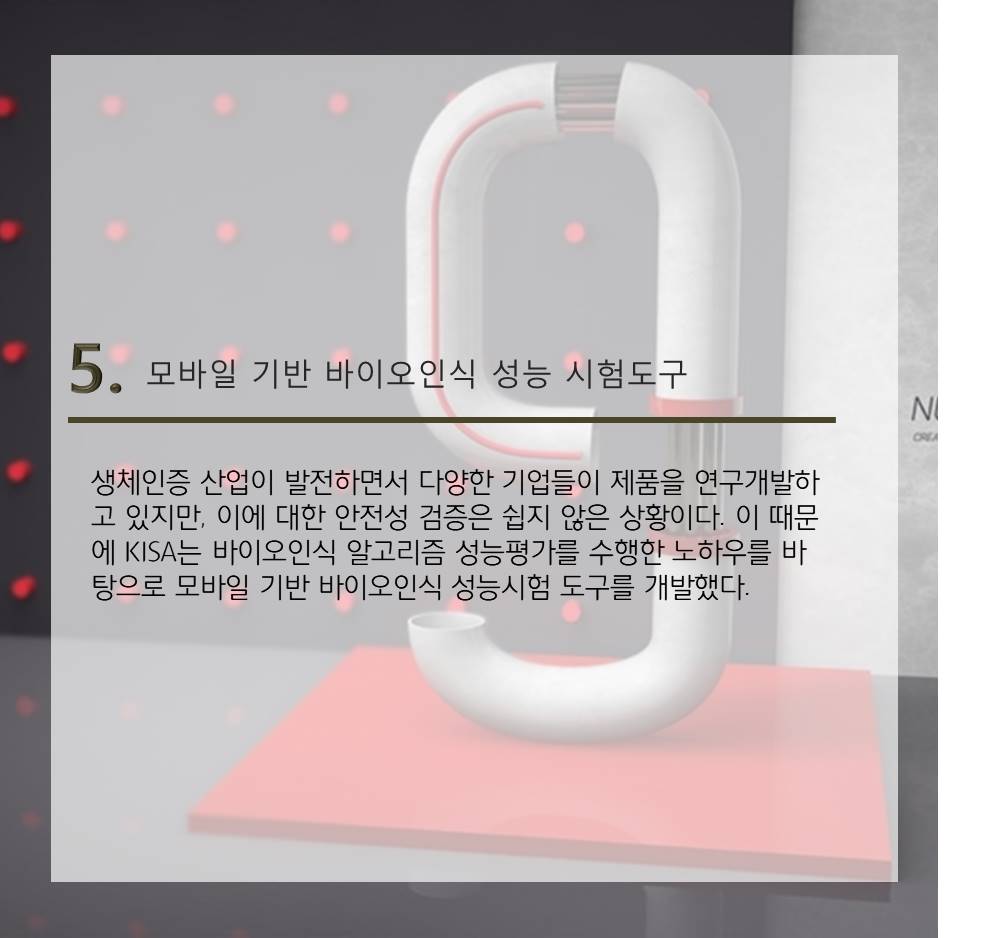 5. 모바일 기반 바이오인식 성능 시험도구
생체인증 산업이 발전하면서 다양한 기업들이 제품을 연구개발하
고 있지만, 이에 대한 안전성 검증은 쉽지 않은 상황이다. 이 때문
에 KISA는 바이오인식 알고리즘 성능평가를 수행한 노하우를 바
탕으로 모바일 기반 바이오인식 성능시험 도구를 개발했다.